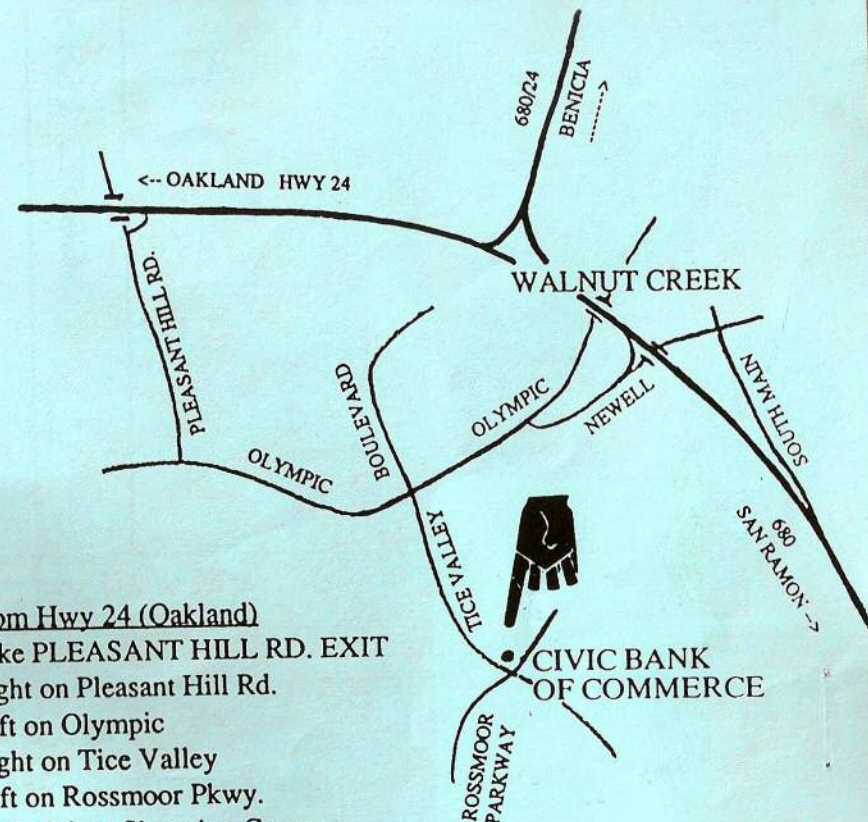 680/24
BENICIA
------->
<-- OAKLAND HWY 24
PLEASANT HILL RD.
WALNUT CREEK
BOULEVARD
OLYMPIC
NEWELL
SOUTH MAIN
OLYMPIC
TICE VALLEY
680
SAN RAMON -->
CIVIC BANK
OF COMMERCE
ROSSMOOR
PARKWAY
om Hwy 24 (Oakland)
ke PLEASANT HILL RD. EXIT
ght on Pleasant Hill Rd.
ft on Olympic
ght on Tice Valley
ft on Rossmoor Pkwy.